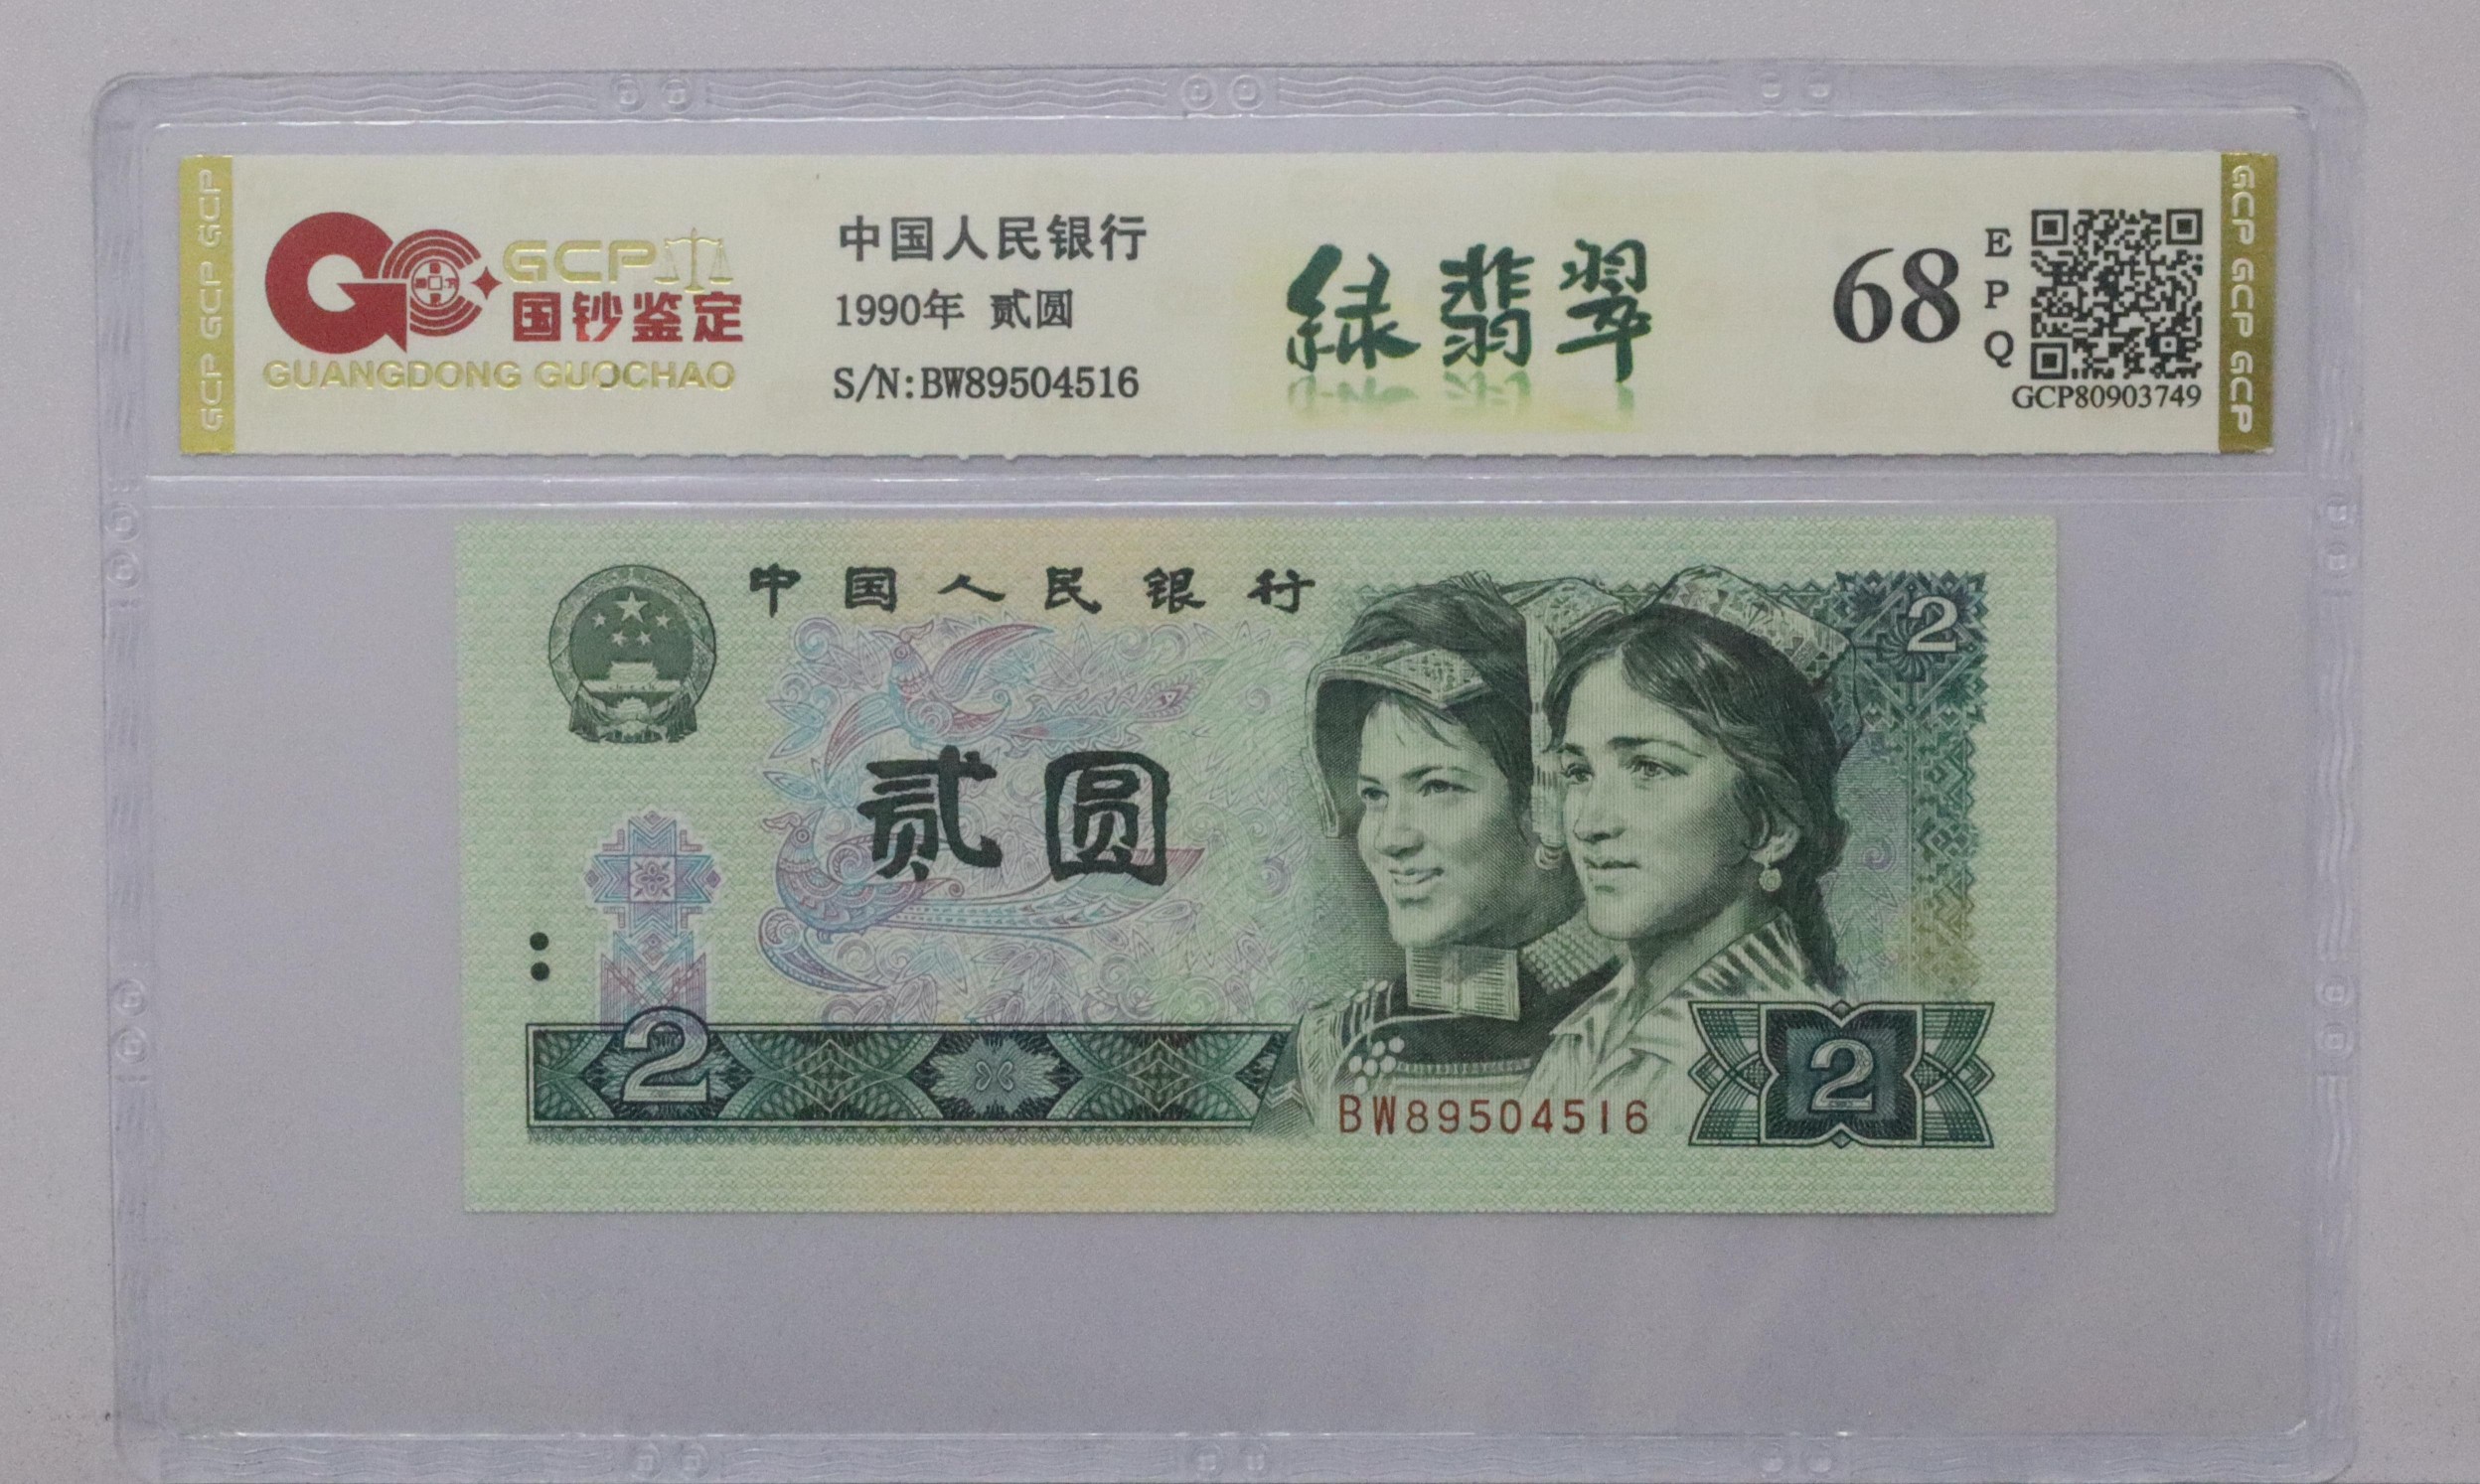 GCP GCP GCP
GCP
国钞鉴定
GUANGDONG GUOCHAO
中国人民银行
1990年 贰圆
S/N:BW89504516
緑翡翠
68
EPQ
GCP80903749
GCP GCP GCP
中国人民银行
2
贰圆
2
BW89504516
2